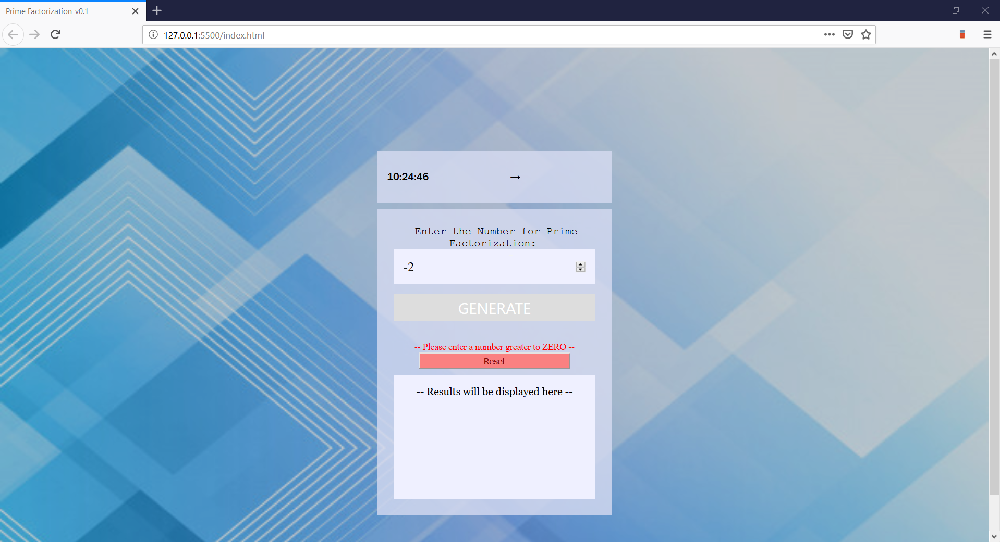 Prime Factorization_v0.1
127.0.0.1:5500/index.html
10:24:46 →
Enter the Number for Prime
Factorization:
-2
GENERATE
-- Please enter a number greater to ZERO --
Reset
-- Results will be displayed here --